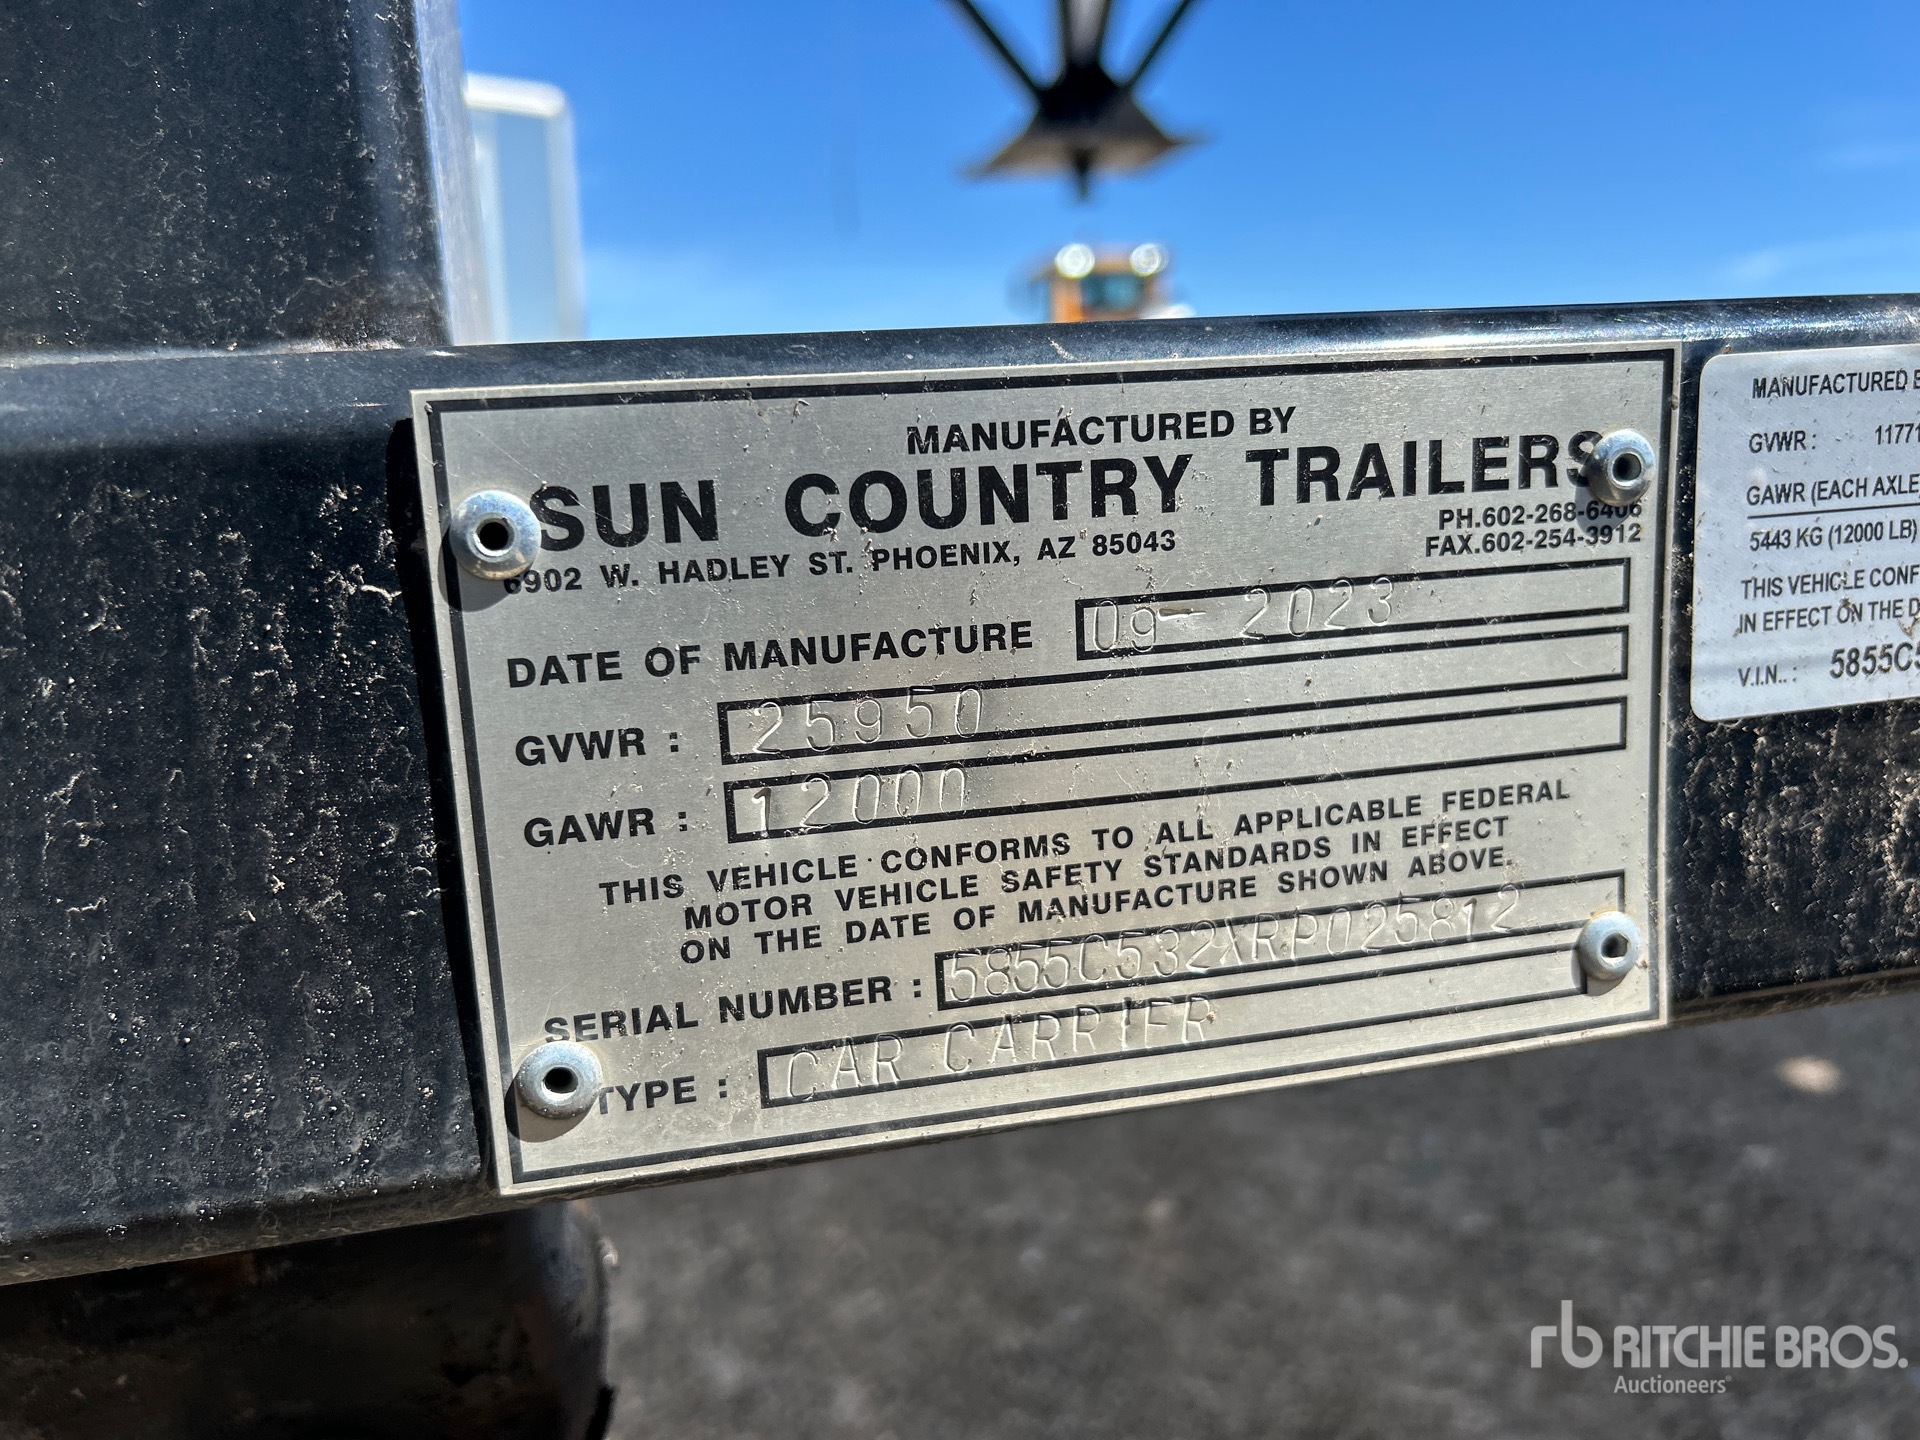 MANUFACTURED BY
SUN COUNTRY TRAILERS
6902 W. HADLEY ST. PHOENIX, AZ 85043
PH.602-268-6406
FAX.602-254-3912
DATE OF MANUFACTURE 09-2023
GVWR : 25950
GAWR : 12000
THIS VEHICLE CONFORMS TO ALL APPLICABLE FEDERAL
MOTOR VEHICLE SAFETY STANDARDS IN EFFECT
ON THE DATE OF MANUFACTURE SHOWN ABOVE.
SERIAL NUMBER : 5855C532XRP025812
TYPE : CAR CARRIER
MANUFACTURED B
GVWR : 11771
GAWR (EACH AXLE
5443 KG (12000 LB)
THIS VEHICLE CONF
IN EFFECT ON THE D
V.I.N.. : 5855C5
rb RITCHIE BROS.
Auctioneers